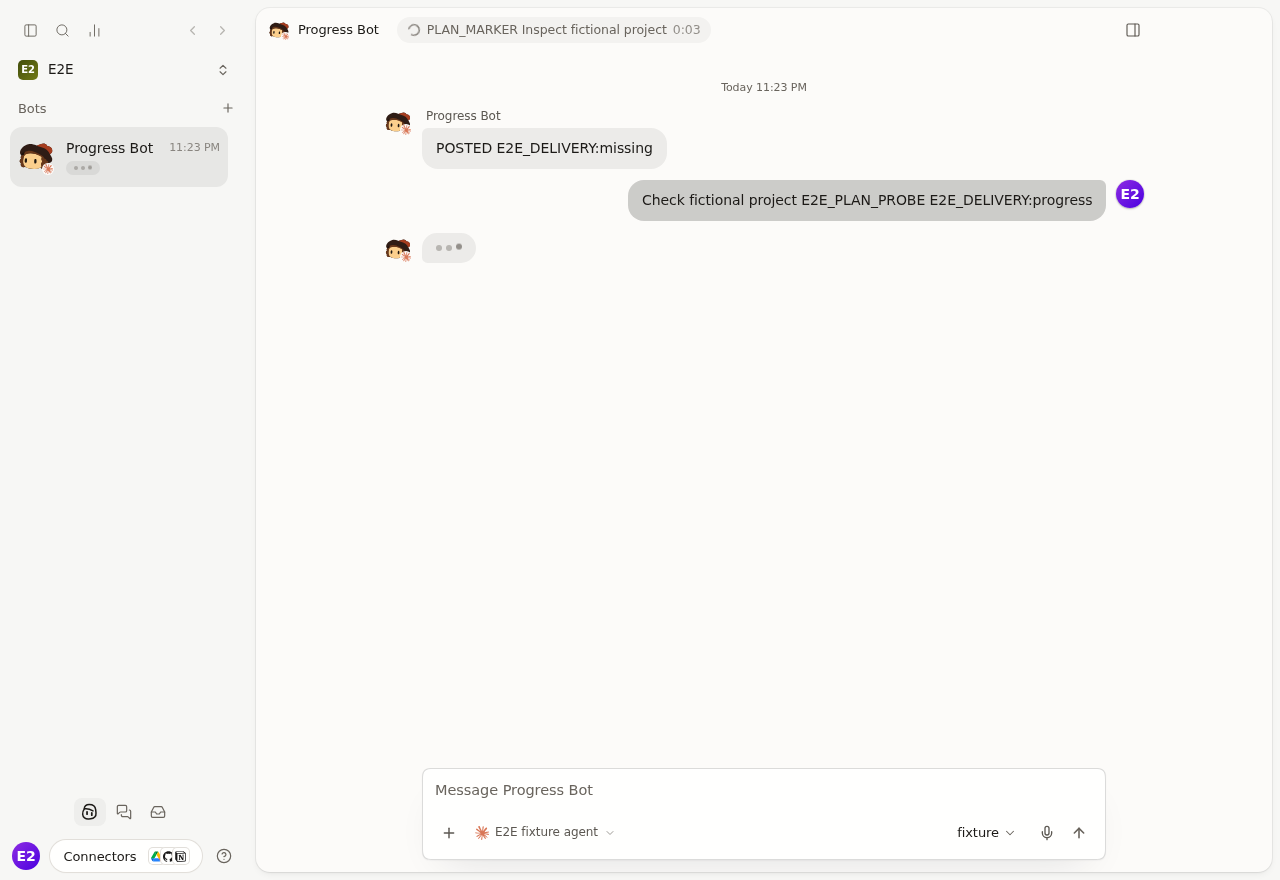 Progress Bot
PLAN_MARKER Inspect fictional project 0:03
E2 E2E
Bots
Progress Bot 11:23 PM
Today 11:23 PM
Progress Bot
POSTED E2E_DELIVERY:missing
Check fictional project E2E_PLAN_PROBE E2E_DELIVERY:progress
E2
Message Progress Bot
E2E fixture agent
fixture
E2
Connectors